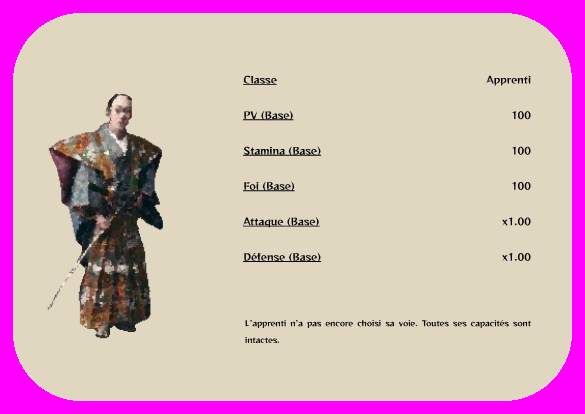 Classe Apprenti
PV (Base) 100
Stamina (Base) 100
Foi (Base) 100
Attaque (Base) x1.00
Défense (Base) x1.00
L'apprenti n'a pas encore choisi sa voie. Toutes ses capacités sont
intactes.